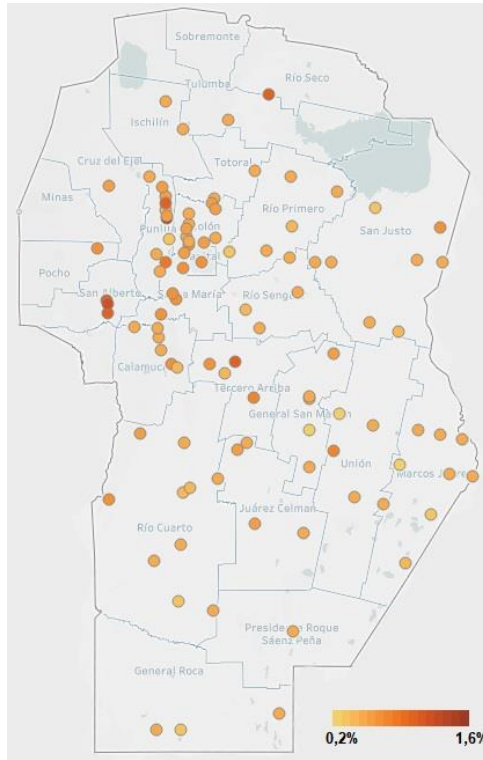 Sobremonte
Río Seco
Tulumba
Ischilín
Cruz del Eje
Totoral
Minas
Río Primero
Punilla
Colón
San Justo
Capital
Pocho
San Alberto
Santa María
Río Segundo
Calamuchita
Tercero Arriba
General San Martín
Unión
Marcos Juárez
Juárez Celman
Río Cuarto
Presidente Roque
Sáenz Peña
General Roca
0,2%
1,6%